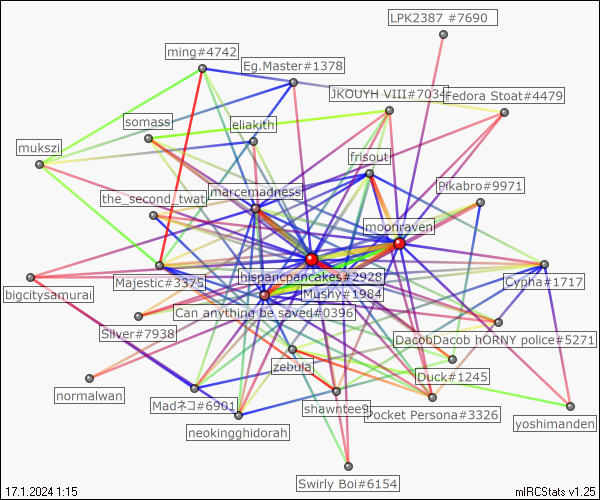 LPK2387 #7690
ming#4742
Eg.Master#1378
JKOUYH VIII#7034
Fedora Stoat#4479
somass
eliakith
mukszi
frisout
marcemadness
Pikabro#9971
the_second_twat
moonraven
hispancpancakes#2928
Majestic#3375
Cypha#1717
bigcitysamurai
Mushy#1984
Can anything be saved#0396
Silver#7938
DacobDacob hORNY police#5271
zebula
Duck#1245
normalwan
Madネコ#6901
shawntee9
Pocket Persona#3326
yoshimanden
neokingghidorah
Swirly Boi#6154
17.1.2024 1:15
mIRCStats v1.25